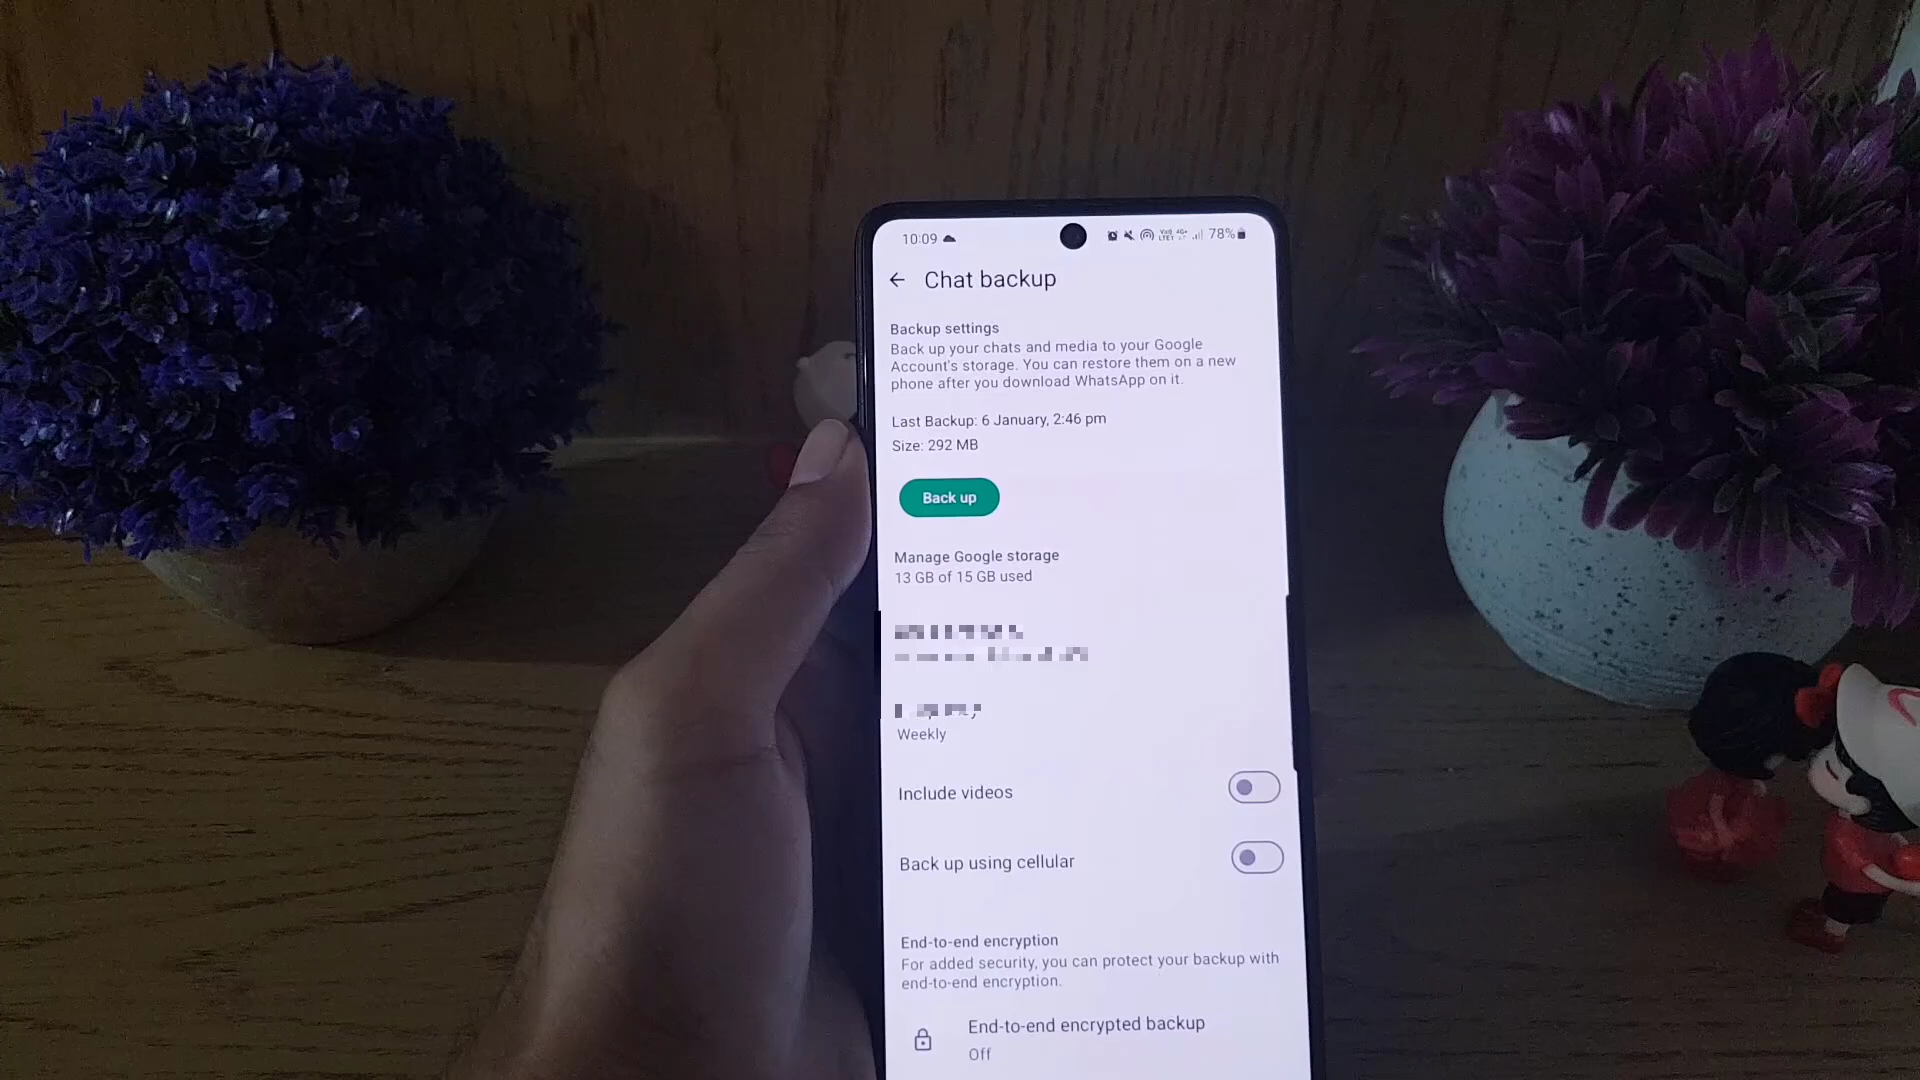 10:09
78%
Chat backup
Backup settings
Back up your chats and media to your Google
Account's storage. You can restore them on a new
phone after you download WhatsApp on it.
Last Backup: 6 January, 2:46 pm
Size: 292 MB
Back up
Manage Google storage
13 GB of 15 GB used
Weekly
Include videos
Back up using cellular
End-to-end encryption
For added security, you can protect your backup with
end-to-end encryption.
End-to-end encrypted backup
Off